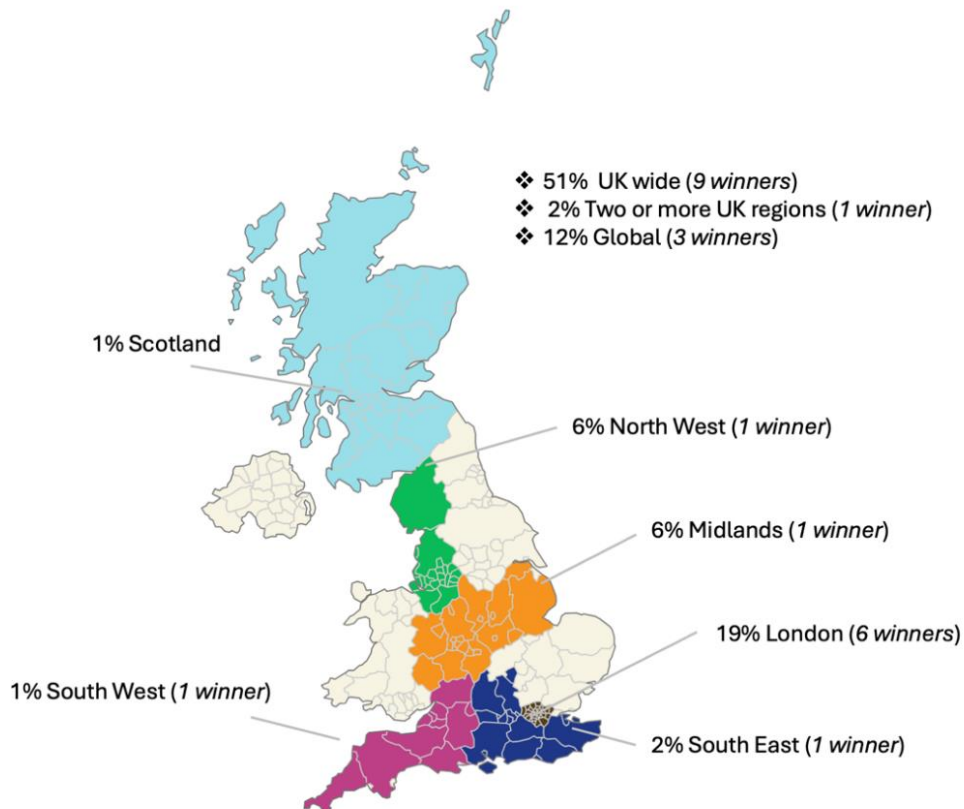 ❖ 51% UK wide (9 winners)
❖ 2% Two or more UK regions (1 winner)
❖ 12% Global (3 winners)
1% Scotland
6% North West (1 winner)
6% Midlands (1 winner)
19% London (6 winners)
1% South West (1 winner)
2% South East (1 winner)